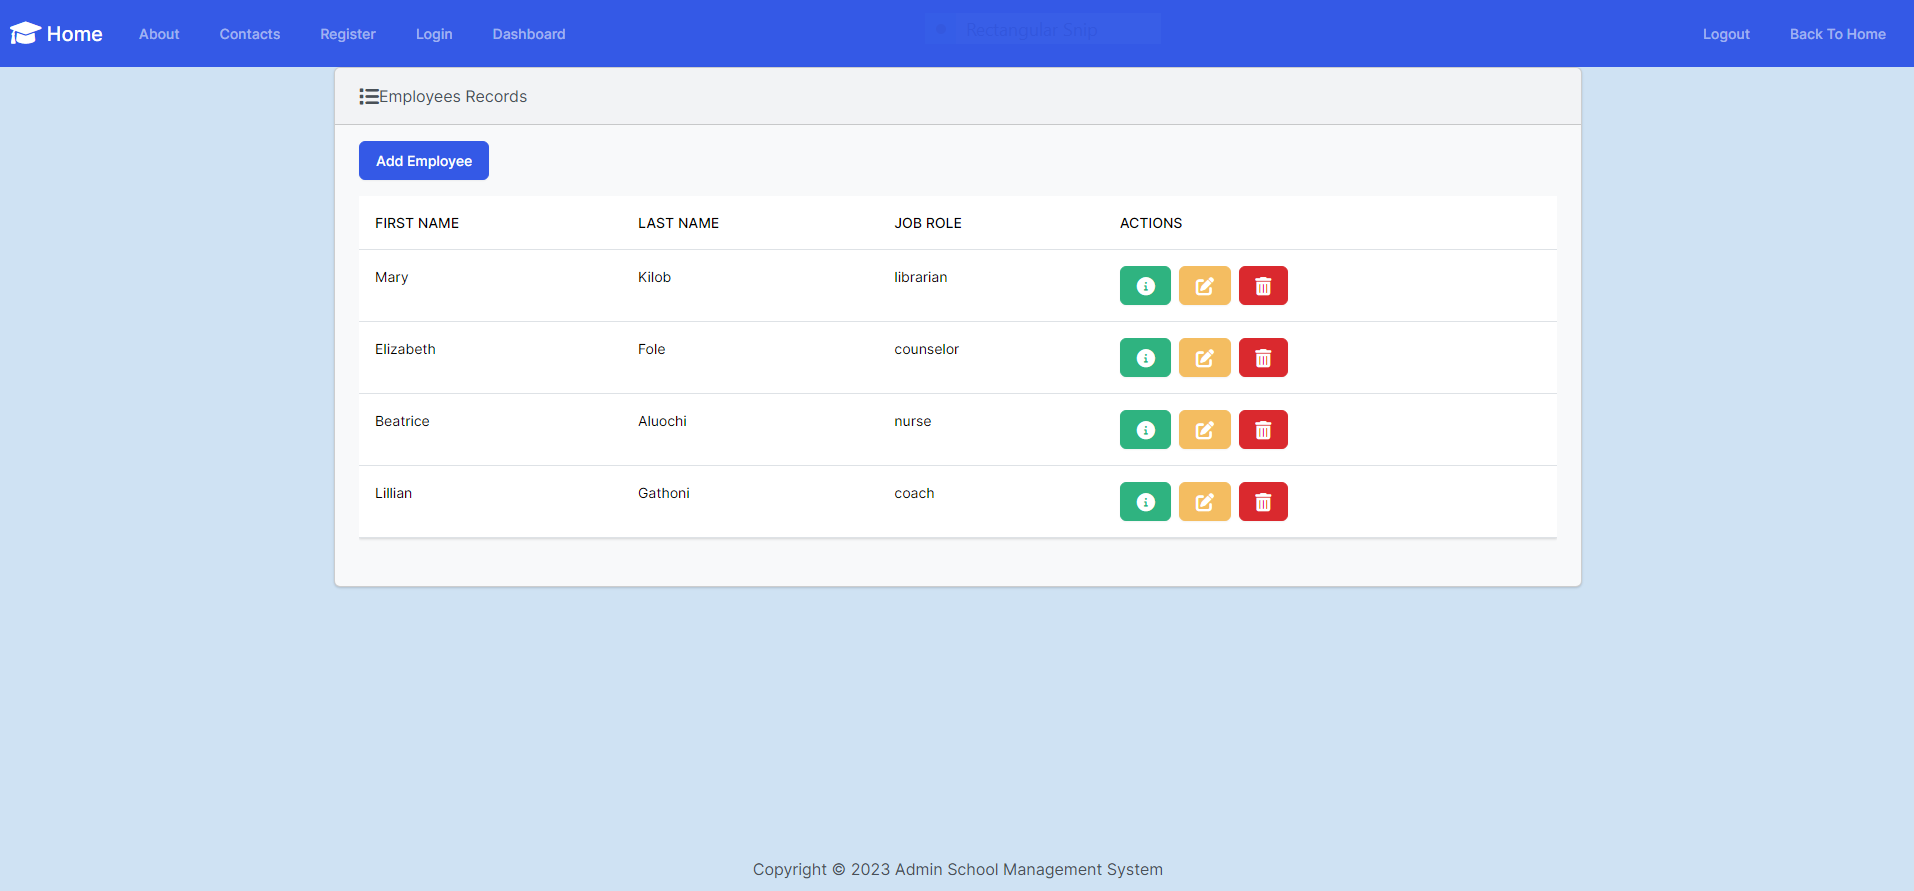 Home About Contacts Register Login Dashboard Rectangular Snip Logout Back To Home
Employees Records
Add Employee
FIRST NAME LAST NAME JOB ROLE ACTIONS
Mary Kilob librarian
Elizabeth Fole counselor
Beatrice Aluochi nurse
Lillian Gathoni coach
Copyright © 2023 Admin School Management System